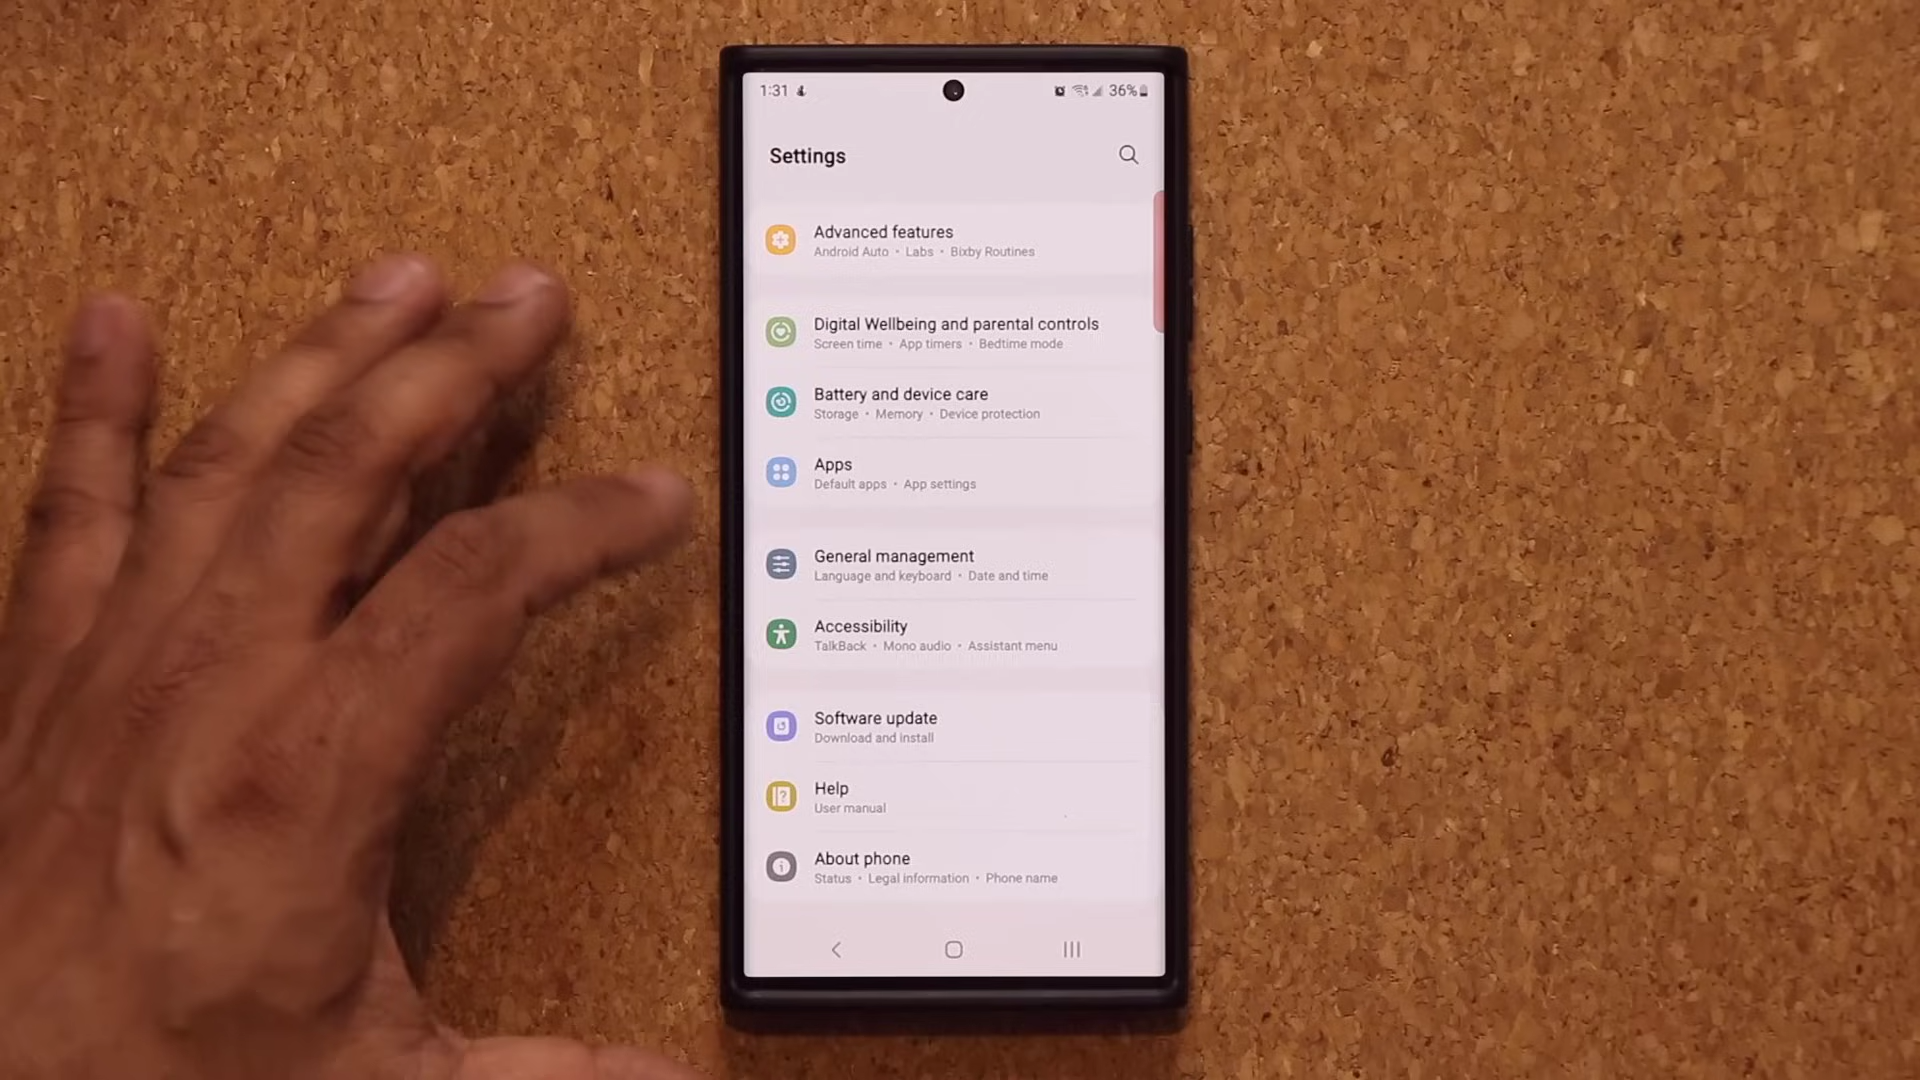 1:31 36%
Settings
Advanced features
Android Auto • Labs • Bixby Routines
Digital Wellbeing and parental controls
Screen time • App timers • Bedtime mode
Battery and device care
Storage • Memory • Device protection
Apps
Default apps • App settings
General management
Language and keyboard • Date and time
Accessibility
TalkBack • Mono audio • Assistant menu
Software update
Download and install
Help
User manual
About phone
Status • Legal information • Phone name